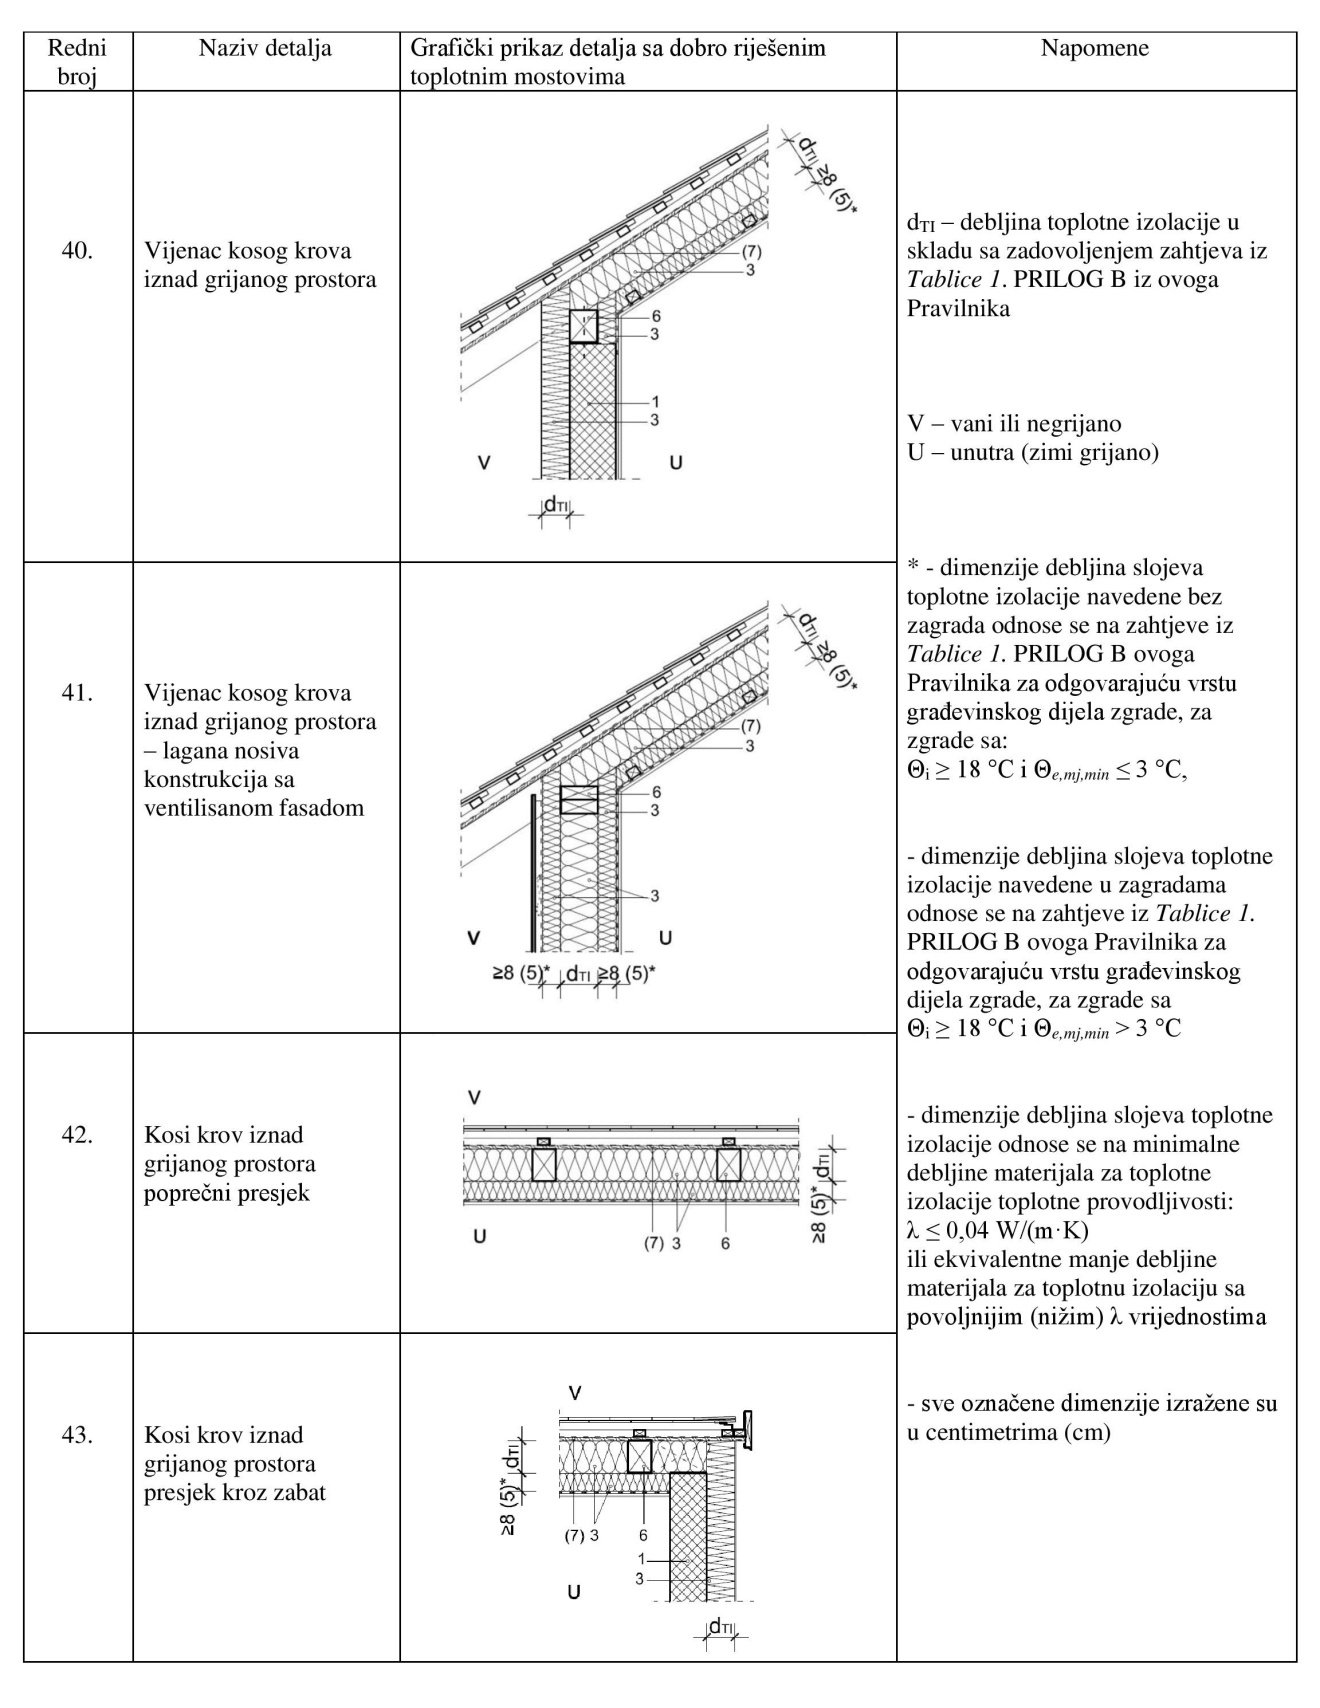 Redni
broj
Naziv detalja
Grafički prikaz detalja sa dobro riješenim
toplotnim mostovima
Napomene
40.
Vijenac kosog krova
iznad grijanog prostora
dTI
≥8 (5)*
(7)
3
6
3
1
3
V
U
dTI
41.
Vijenac kosog krova
iznad grijanog prostora
– lagana nosiva
konstrukcija sa
ventilisanom fasadom
dTI
≥8 (5)*
(7)
3
6
3
3
V
U
≥8 (5)* dTI ≥8 (5)*
42.
Kosi krov iznad
grijanog prostora
poprečni presjek
V
dTI
≥8 (5)*
U
(7) 3 6
43.
Kosi krov iznad
grijanog prostora
presjek kroz zabat
V
dTI
≥8 (5)*
(7) 3 6
1
3
U
dTI
dTI – debljina toplotne izolacije u
skladu sa zadovoljenjem zahtjeva iz
Tablice 1. PRILOG B iz ovoga
Pravilnika
V – vani ili negrijano
U – unutra (zimi grijano)
* - dimenzije debljina slojeva
toplotne izolacije navedene bez
zagrada odnose se na zahtjeve iz
Tablice 1. PRILOG B ovoga
Pravilnika za odgovarajuću vrstu
građevinskog dijela zgrade, za
zgrade sa:
Θi ≥ 18 °C i Θe,mj,min ≤ 3 °C,
- dimenzije debljina slojeva toplotne
izolacije navedene u zagradama
odnose se na zahtjeve iz Tablice 1.
PRILOG B ovoga Pravilnika za
odgovarajuću vrstu građevinskog
dijela zgrade, za zgrade sa
Θi ≥ 18 °C i Θe,mj,min > 3 °C
- dimenzije debljina slojeva toplotne
izolacije odnose se na minimalne
debljine materijala za toplotne
izolacije toplotne provodljivosti:
λ ≤ 0,04 W/(m·K)
ili ekvivalentne manje debljine
materijala za toplotnu izolaciju sa
povoljnijim (nižim) λ vrijednostima
- sve označene dimenzije izražene su
u centimetrima (cm)